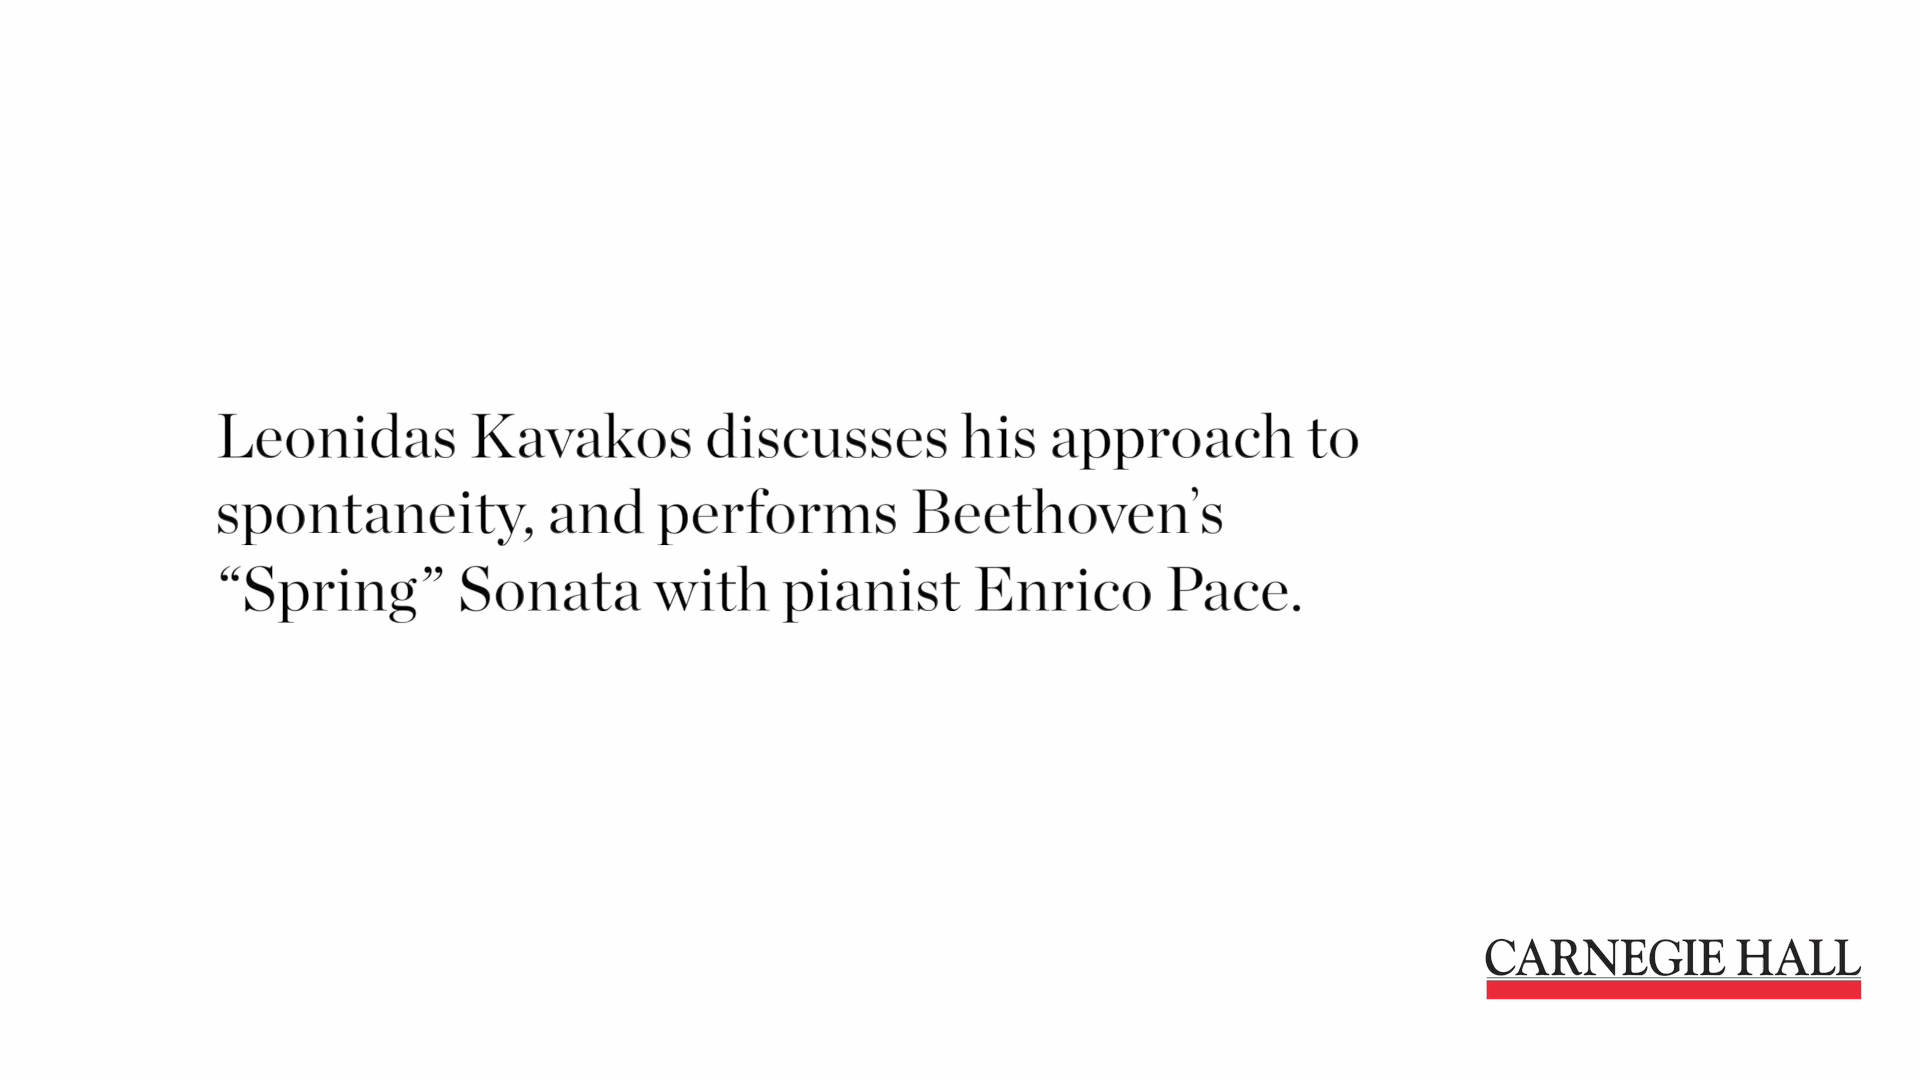 Leonidas Kavakos discusses his approach to
spontaneity, and performs Beethoven’s
“Spring” Sonata with pianist Enrico Pace.
CARNEGIE HALL